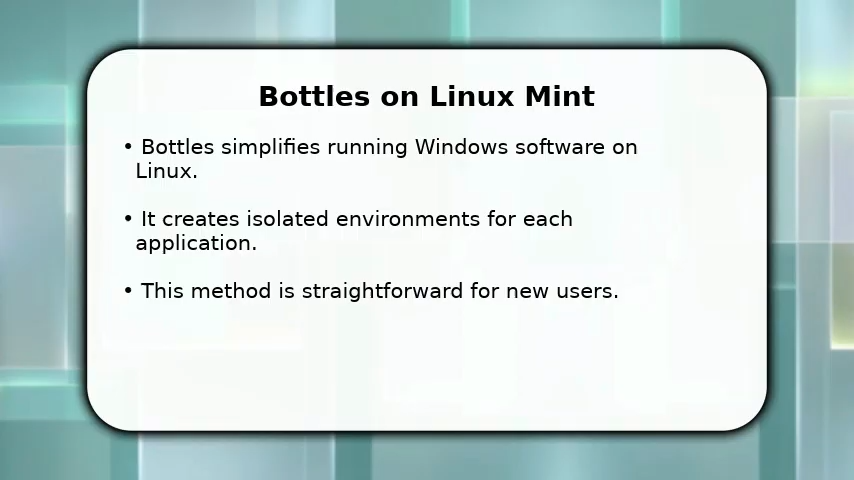 Bottles on Linux Mint
• Bottles simplifies running Windows software on
Linux.
• It creates isolated environments for each
application.
• This method is straightforward for new users.